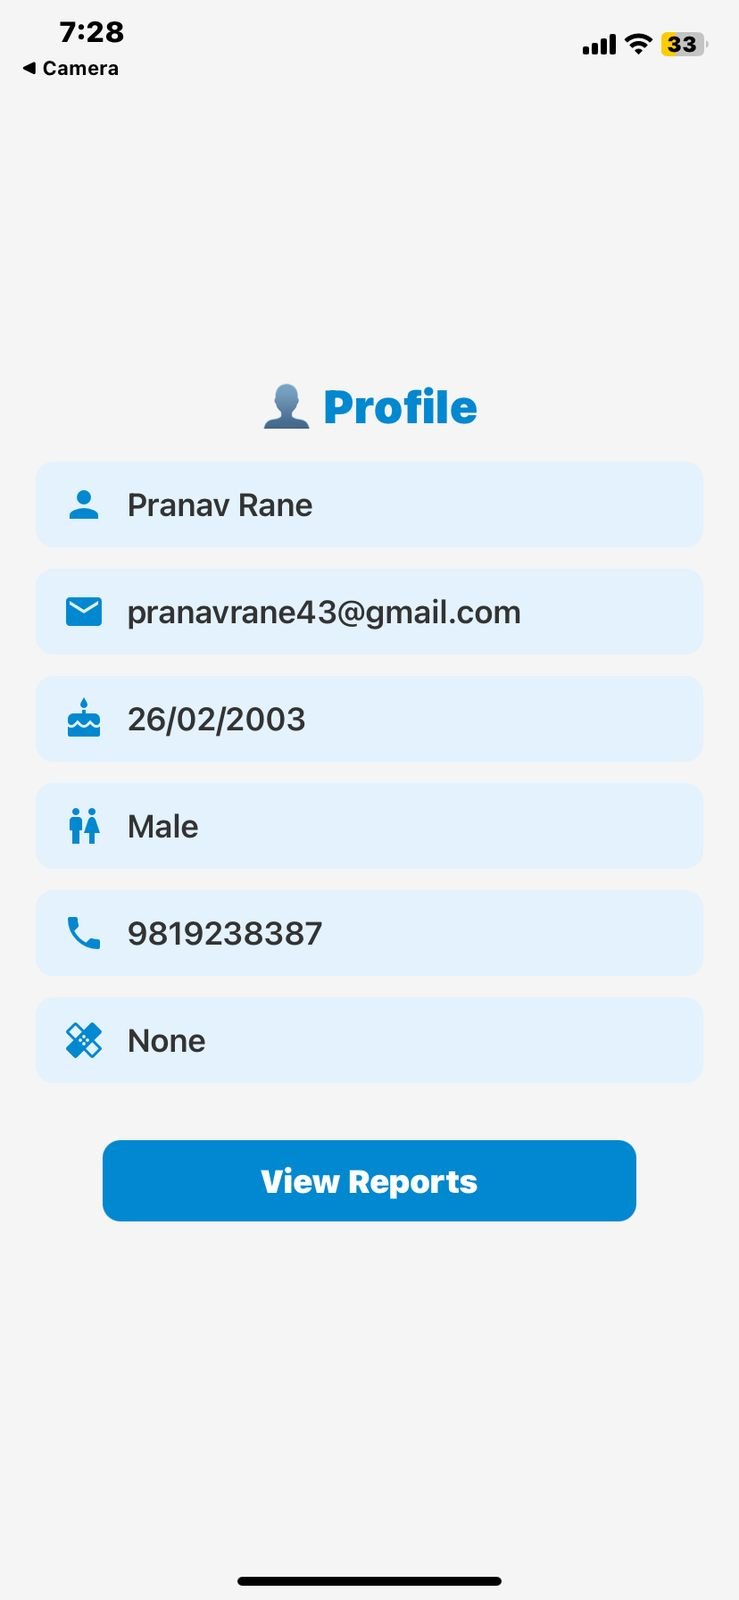 7:28
33
◀ Camera
👤 Profile
Pranav Rane
pranavrane43@gmail.com
26/02/2003
Male
9819238387
None
View Reports